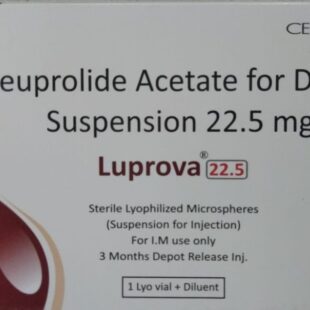 CE
euprolide Acetate for D
Suspension 22.5 mg
Luprova® 22.5
Sterile Lyophilized Microspheres
(Suspension for Injection)
For I.M use only
3 Months Depot Release Inj.
1 Lyo vial + Diluent